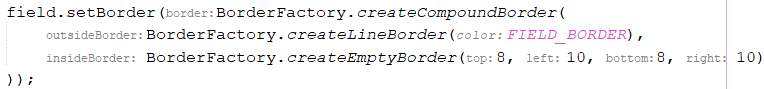 field.setBorder(border: BorderFactory.createCompoundBorder(
outsideBorder: BorderFactory.createLineBorder(color: FIELD_BORDER),
insideBorder: BorderFactory.createEmptyBorder(top: 8, left: 10, bottom: 8, right: 10)
));